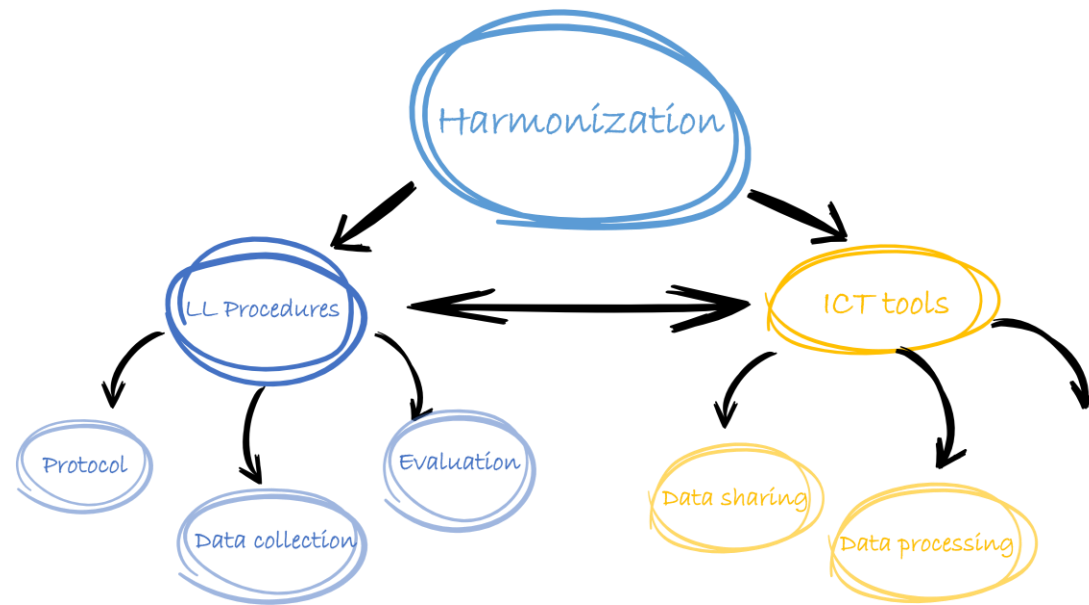 Harmonization
LL Procedures
ICT tools
Protocol
Evaluation
Data sharing
Data collection
Data processing